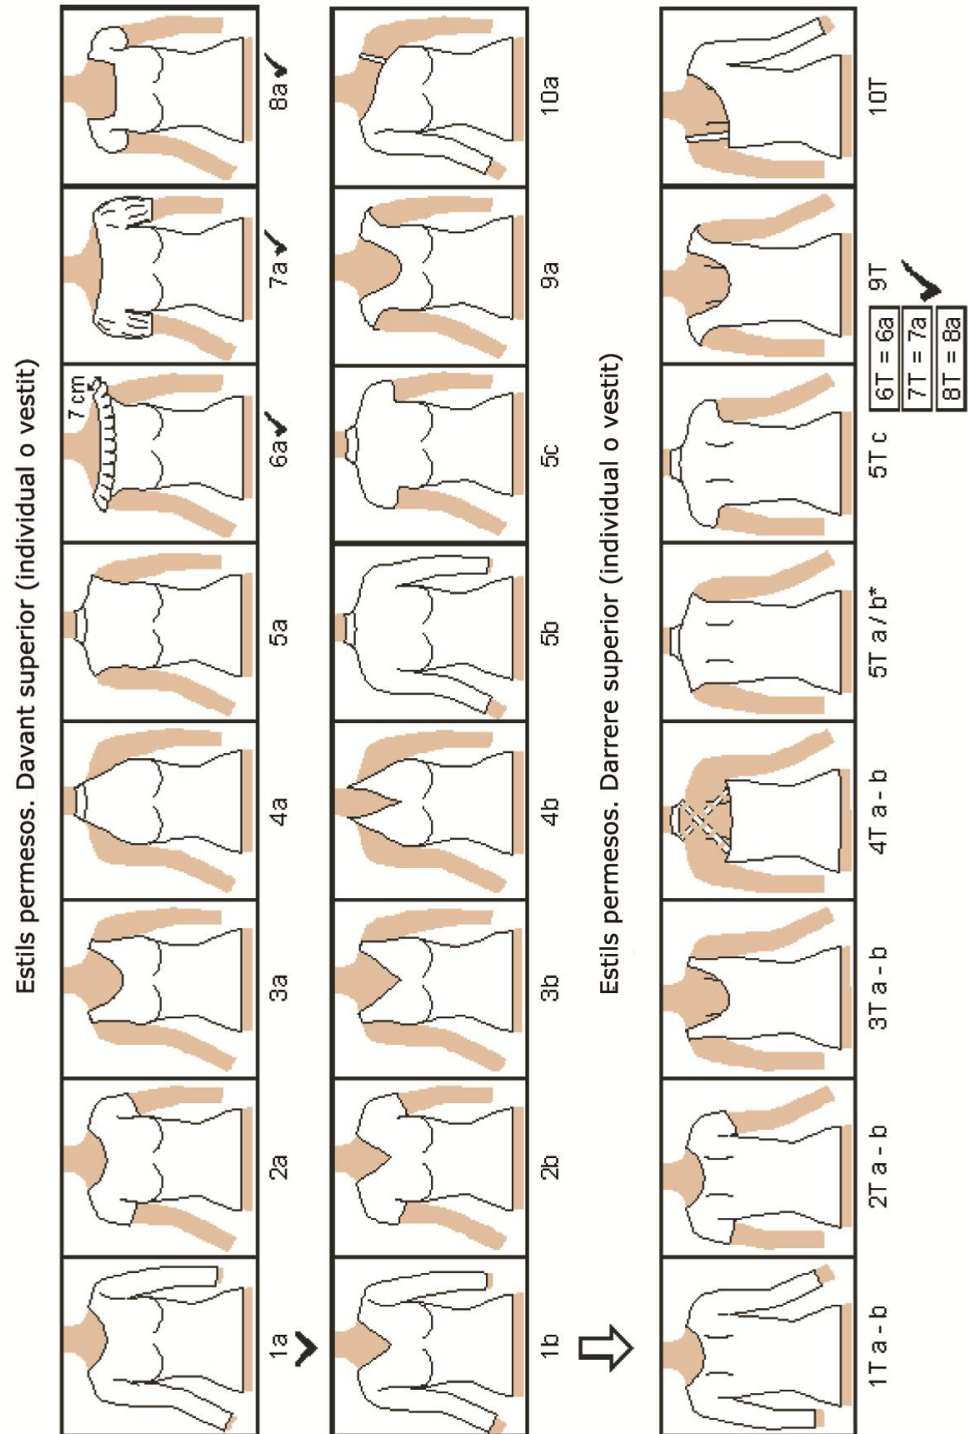 Estils permesos. Davant superior (individual o vestit)
7 cm
1a 2a 3a 4a 5a 6a 7a 8a
1b 2b 3b 4b 5b 5c 9a 10a
Estils permesos. Darrere superior (individual o vestit)
1T a - b 2T a - b 3T a - b 4T a - b 5T a / b* 5T c 9T 10T
6T = 6a
7T = 7a
8T = 8a